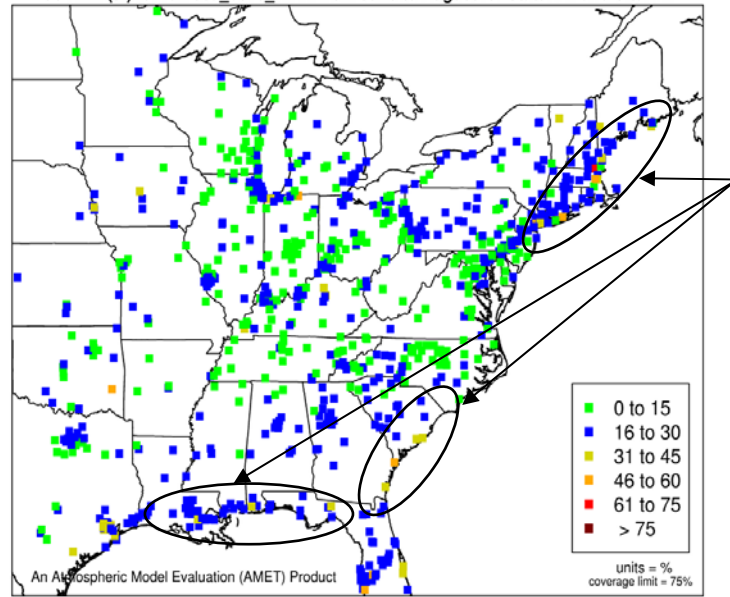 0 to 15
16 to 30
31 to 45
46 to 60
61 to 75
> 75
units = %
coverage limit = 75%
An Atmospheric Model Evaluation (AMET) Product